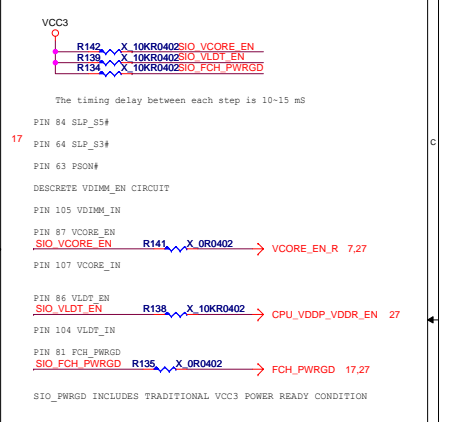 VCC3
R142 X_10KR0402 SIO_VCORE_EN
R139 X_10KR0402 SIO_VLDT_EN
R134 X_10KR0402 SIO_FCH_PWRGD
The timing delay between each step is 10~15 mS
PIN 84 SLP_S5#
17
C
PIN 64 SLP_S3#
PIN 63 PSON#
DESCRETE VDIMM_EN CIRCUIT
PIN 105 VDIMM_IN
PIN 87 VCORE_EN
SIO_VCORE_EN R141 X_0R0402 VCORE_EN_R 7,27
PIN 107 VCORE_IN
PIN 86 VLDT_EN
SIO_VLDT_EN R138 X_10KR0402 CPU_VDDP_VDDR_EN 27
PIN 104 VLDT_IN
PIN 81 FCH_PWRGD
SIO_FCH_PWRGD R135 X_0R0402 FCH_PWRGD 17,27
SIO_PWRGD INCLUDES TRADITIONAL VCC3 POWER READY CONDITION